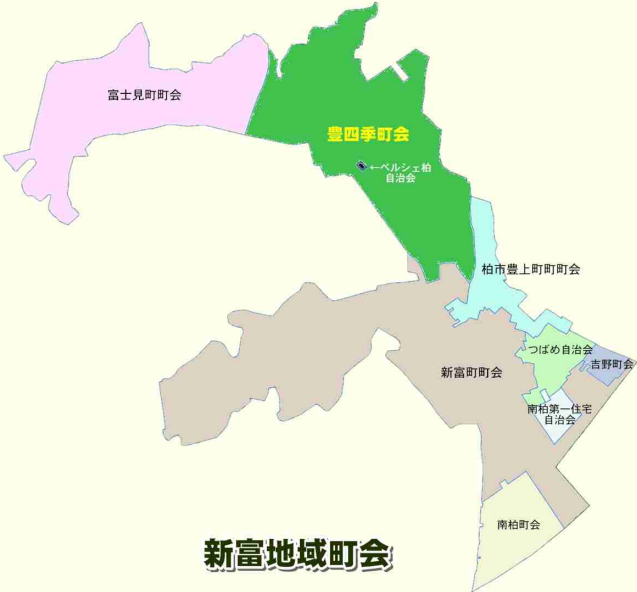 富士見町町会
豊四季町会
←ベルシェ柏
自治会
柏市豊上町町町会
つばめ自治会
吉野町会
新富町町会
南柏第一住宅
自治会
南柏町会
新富地域町会